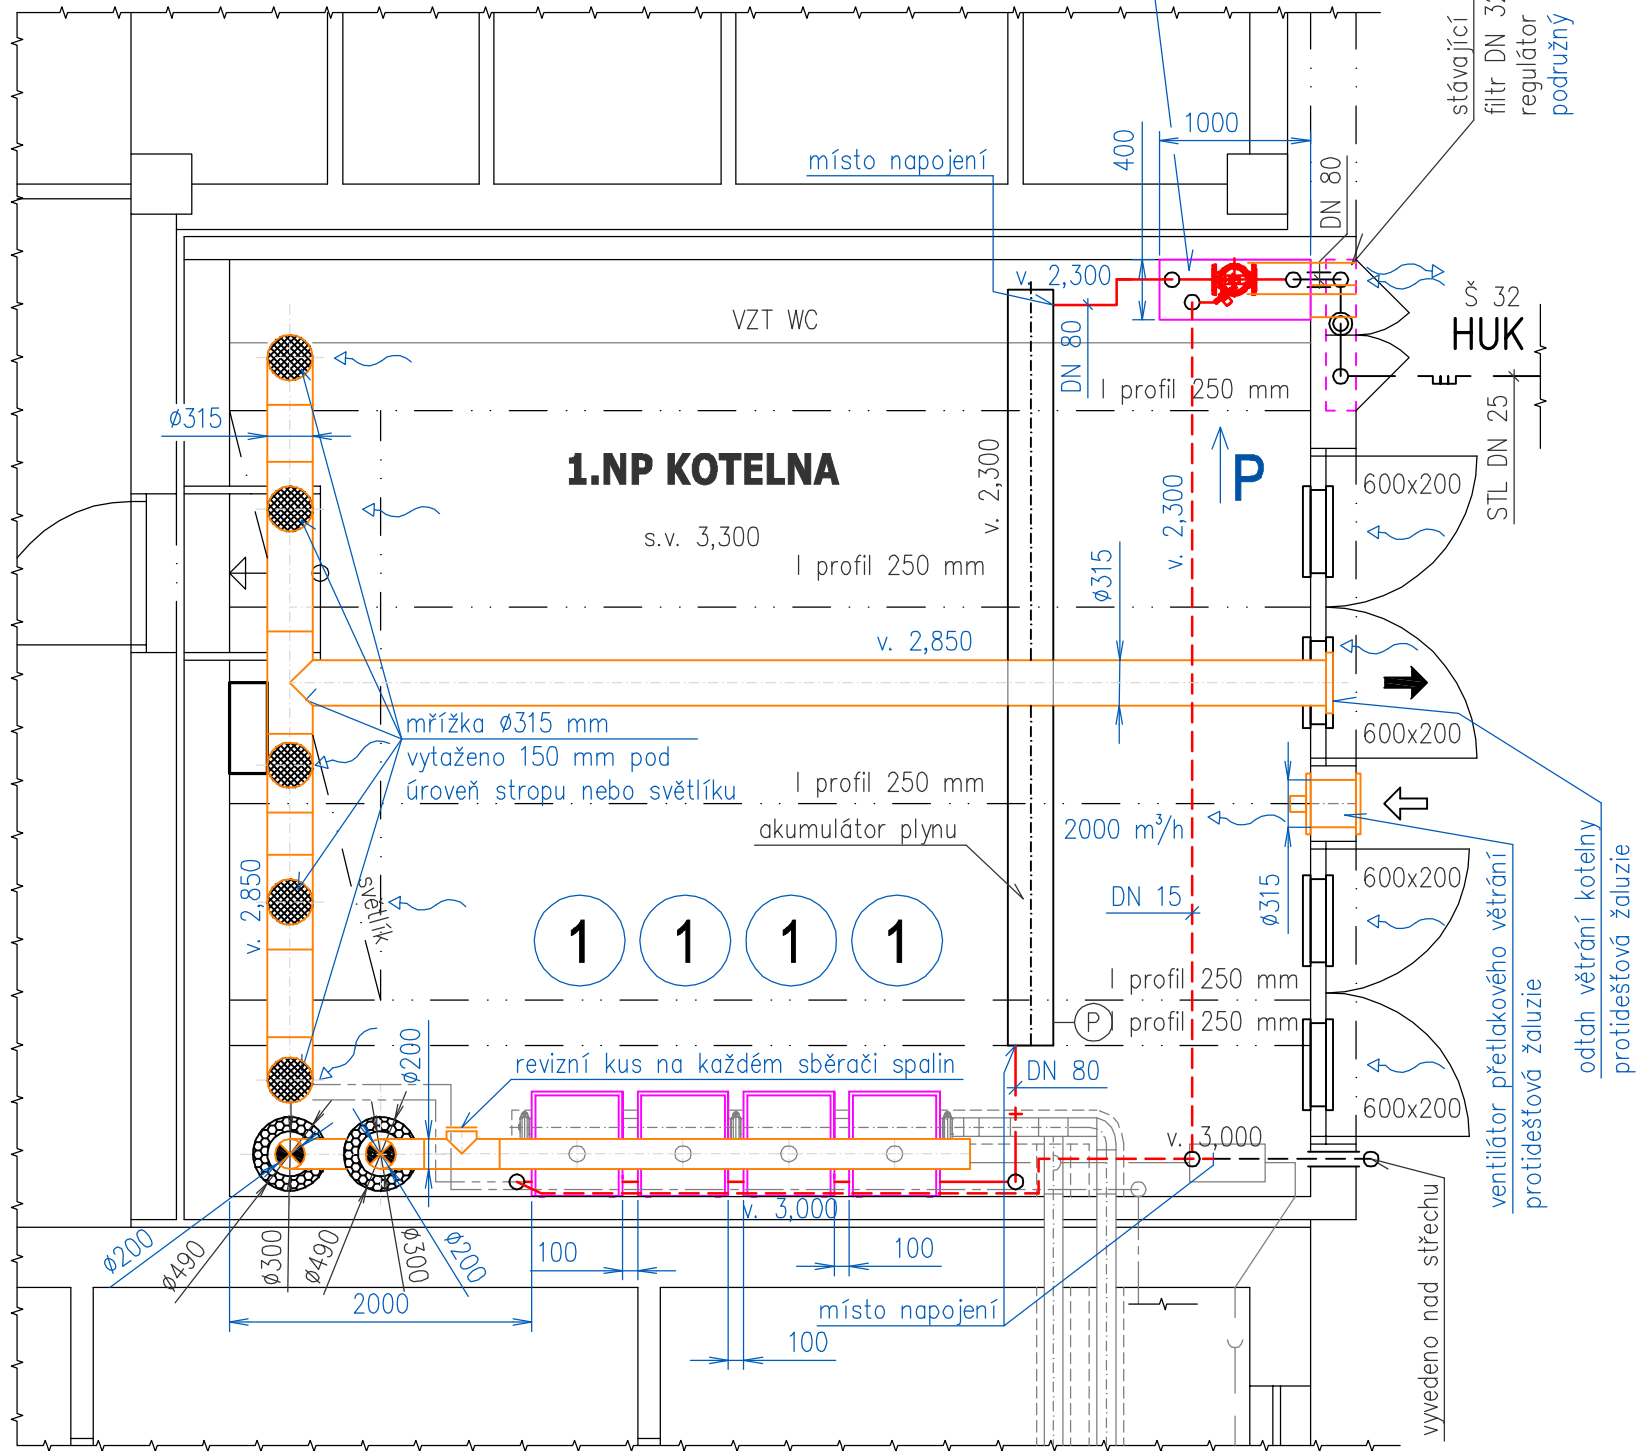 stávající
filtr DN 32
regulátor
podružný
1000
400
místo napojení
DN 80
v. 2,300
Š 32
HUK
VZT WC
DN 80
I profil 250 mm
STL DN 25
ø315
1.NP KOTELNA
s.v. 3,300
v. 2,300
v. 2,300
P
600x200
I profil 250 mm
ø315
v. 2,850
mřížka ø315 mm
vytaženo 150 mm pod
úroveň stropu nebo světlíku
600x200
I profil 250 mm
akumulátor plynu
2000 m³/h
v. 2,850
světlík
DN 15
ø315
600x200
1 1 1 1
I profil 250 mm
P
I profil 250 mm
ø200
revizní kus na každém sběrači spalin
DN 80
600x200
v. 3,000
v. 3,000
ventilátor přetlakového větrání
protidešťová žaluzie
odtah větrání kotelny
protidešťová žaluzie
ø200
ø490
ø300
ø490
ø300
ø200
100
100
2000
místo napojení
100
vyvedeno nad střechu